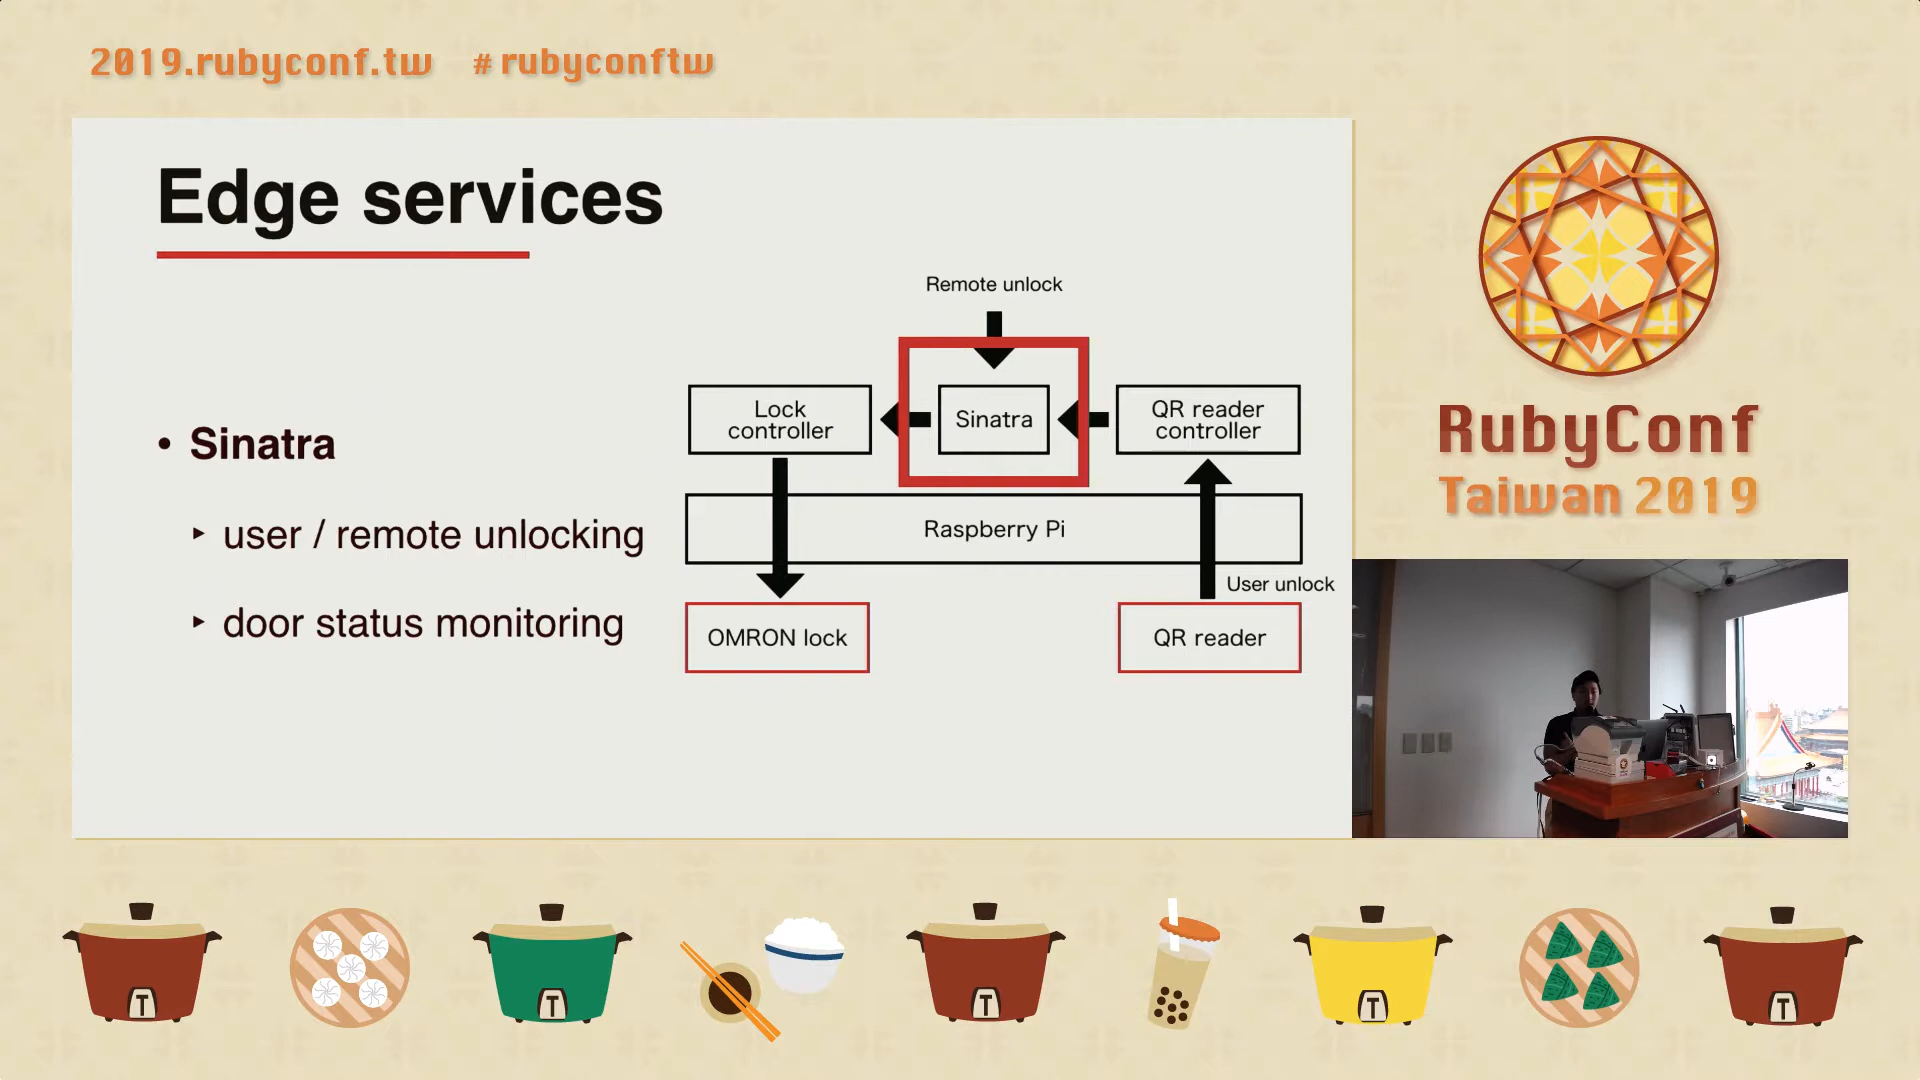 2019.rubyconf.tw #rubyconftw
Edge services
• Sinatra
‣ user / remote unlocking
‣ door status monitoring
Remote unlock
Lock
controller
Sinatra
QR reader
controller
Raspberry Pi
User unlock
OMRON lock
QR reader
RubyConf
Taiwan 2019
T
T
T
T
T